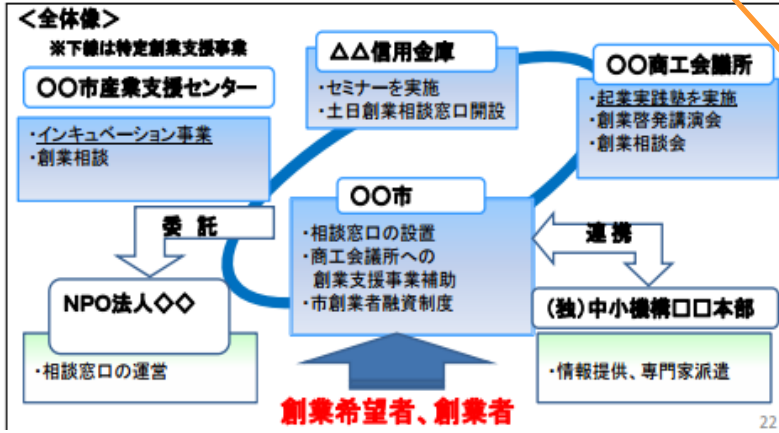 <全体像>
※下線は特定創業支援事業
〇〇市産業支援センター
・インキュベーション事業
・創業相談
△△信用金庫
・セミナーを実施
・土日創業相談窓口開設
〇〇商工会議所
・起業実践塾を実施
・創業啓発講演会
・創業相談会
〇〇市
・相談窓口の設置
・商工会議所への
創業支援事業補助
・市創業者融資制度
委 託
連 携
NPO法人◇◇
・相談窓口の運営
(独)中小機構□□本部
・情報提供、専門家派遣
創業希望者、創業者
22